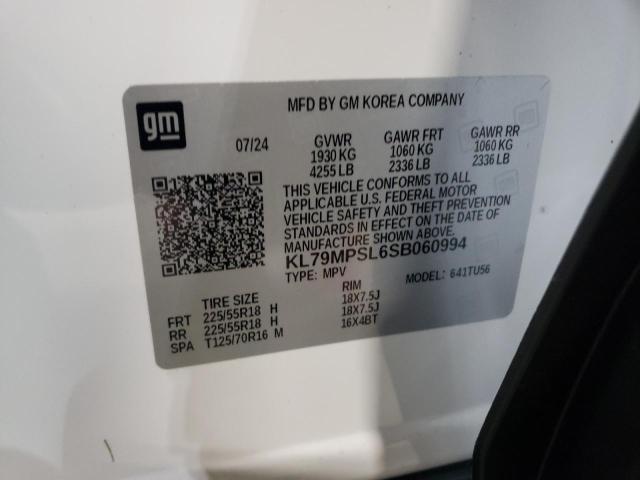 MFD BY GM KOREA COMPANY
gm
07/24 GVWR GAWR FRT GAWR RR
1930 KG 1060 KG 1060 KG
4255 LB 2336 LB 2336 LB
THIS VEHICLE CONFORMS TO ALL
APPLICABLE U.S. FEDERAL MOTOR
VEHICLE SAFETY AND THEFT PREVENTION
STANDARDS IN EFFECT ON THE DATE OF
MANUFACTURE SHOWN ABOVE.
KL79MPSL6SB060994
TYPE: MPV MODEL: 641TU56
TIRE SIZE RIM
FRT 225/55R18 H 18X7.5J
RR 225/55R18 H 18X7.5J
SPA T125/70R16 M 16X4BT